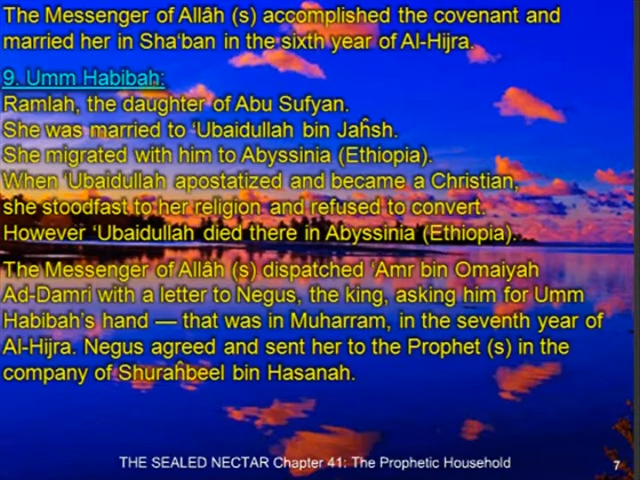 The Messenger of Allâh (s) accomplished the covenant and
married her in Sha‘ban in the sixth year of Al-Hijra.
9. Umm Habibah:
Ramlah, the daughter of Abu Sufyan.
She was married to ‘Ubaidullah bin Jaĥsh.
She migrated with him to Abyssinia (Ethiopia).
When ‘Ubaidullah apostatized and became a Christian,
she stoodfast to her religion and refused to convert.
However ‘Ubaidullah died there in Abyssinia (Ethiopia).
The Messenger of Allâh (s) dispatched ‘Amr bin Omaiyah
Ad-Damri with a letter to Negus, the king, asking him for Umm
Habibah’s hand — that was in Muharram, in the seventh year of
Al-Hijra. Negus agreed and sent her to the Prophet (s) in the
company of Shuraĥbeel bin Hasanah.
THE SEALED NECTAR Chapter 41: The Prophetic Household
7